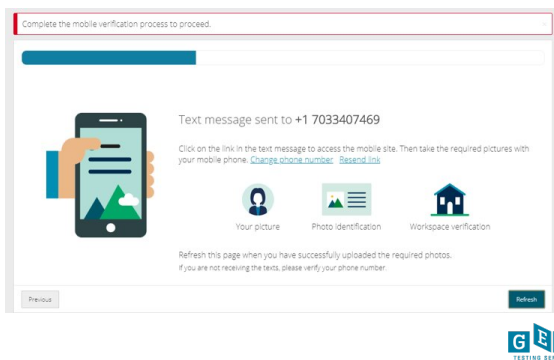 Complete the mobile verification process to proceed.
Text message sent to +1 7033407469
Click on the link in the text message to access the mobile site. Then take the required pictures with
your mobile phone. Change phone number Resend link
Your picture Photo Identification Workspace verification
Refresh this page when you have successfully uploaded the required photos.
If you are not receiving the texts, please verify your phone number.
Previous Refresh
G E
TESTING